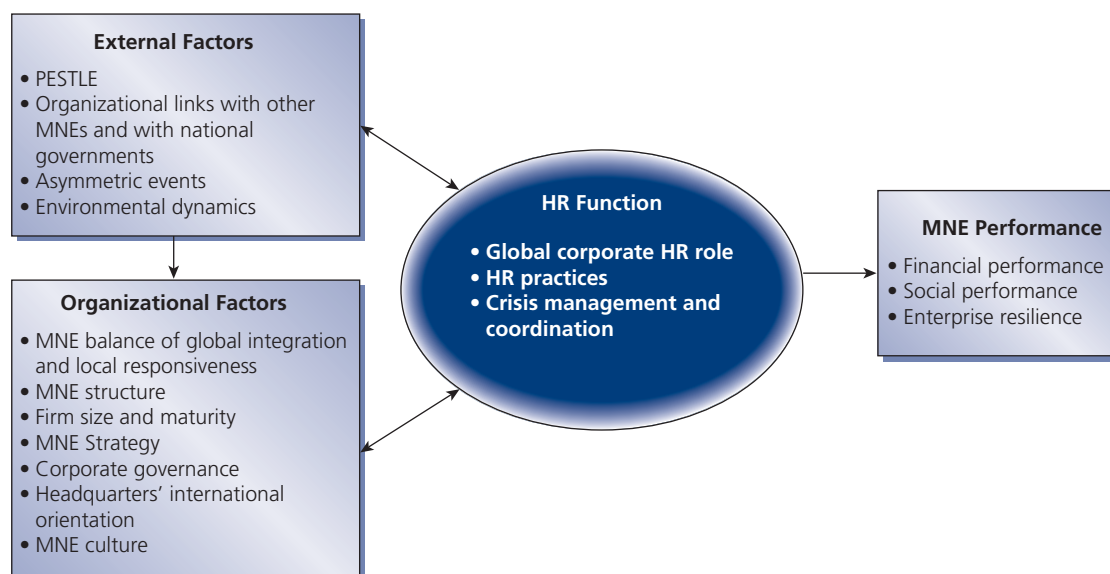 External Factors
• PESTLE
• Organizational links with other
MNEs and with national
governments
• Asymmetric events
• Environmental dynamics
Organizational Factors
• MNE balance of global integration
and local responsiveness
• MNE structure
• Firm size and maturity
• MNE Strategy
• Corporate governance
• Headquarters’ international
orientation
• MNE culture
HR Function
• Global corporate HR role
• HR practices
• Crisis management and
coordination
MNE Performance
• Financial performance
• Social performance
• Enterprise resilience